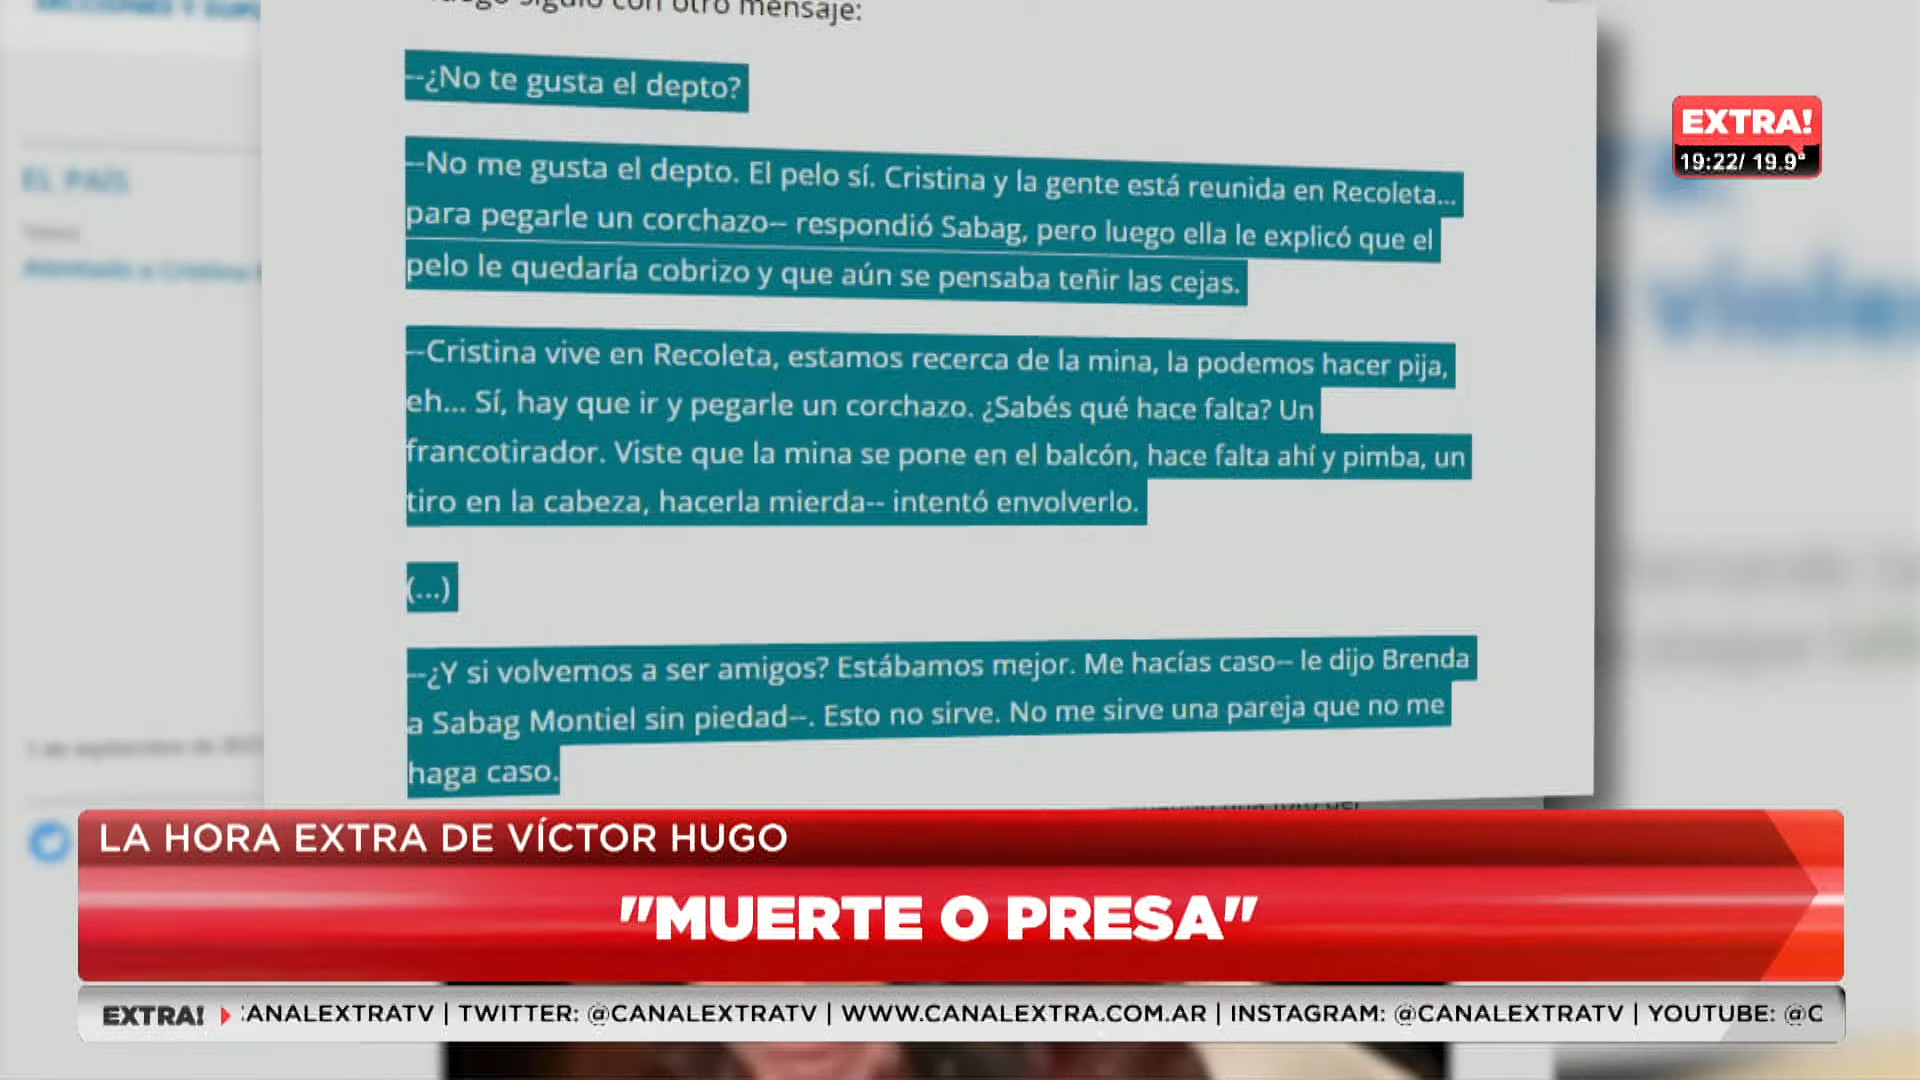 mensaje:
--¿No te gusta el depto?
--No me gusta el depto. El pelo sí. Cristina y la gente está reunida en Recoleta...
para pegarle un corchazo-- respondió Sabag, pero luego ella le explicó que el
pelo le quedaría cobrizo y que aún se pensaba teñir las cejas.
--Cristina vive en Recoleta, estamos recerca de la mina, la podemos hacer pija,
eh... Sí, hay que ir y pegarle un corchazo. ¿Sabés qué hace falta? Un
francotirador. Viste que la mina se pone en el balcón, hace falta ahí y pimba, un
tiro en la cabeza, hacerla mierda-- intentó envolverlo.
(...)
--¿Y si volvemos a ser amigos? Estábamos mejor. Me hacías caso-- le dijo Brenda
a Sabag Montiel sin piedad--. Esto no sirve. No me sirve una pareja que no me
haga caso.
EL PAÍS
Atentado a Cristina
EXTRA!
19:22/ 19.9°
LA HORA EXTRA DE VÍCTOR HUGO
"MUERTE O PRESA"
EXTRA! :ANALEXTRATV | TWITTER: @CANALEXTRATV | WWW.CANALEXTRA.COM.AR | INSTAGRAM: @CANALEXTRATV | YOUTUBE: @C